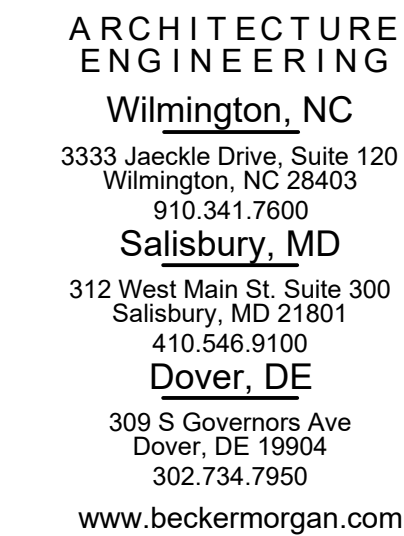 ARCHITECTURE
ENGINEERING
Wilmington, NC
3333 Jaeckle Drive, Suite 120
Wilmington, NC 28403
910.341.7600
Salisbury, MD
312 West Main St. Suite 300
Salisbury, MD 21801
410.546.9100
Dover, DE
309 S Governors Ave
Dover, DE 19904
302.734.7950
www.beckermorgan.com